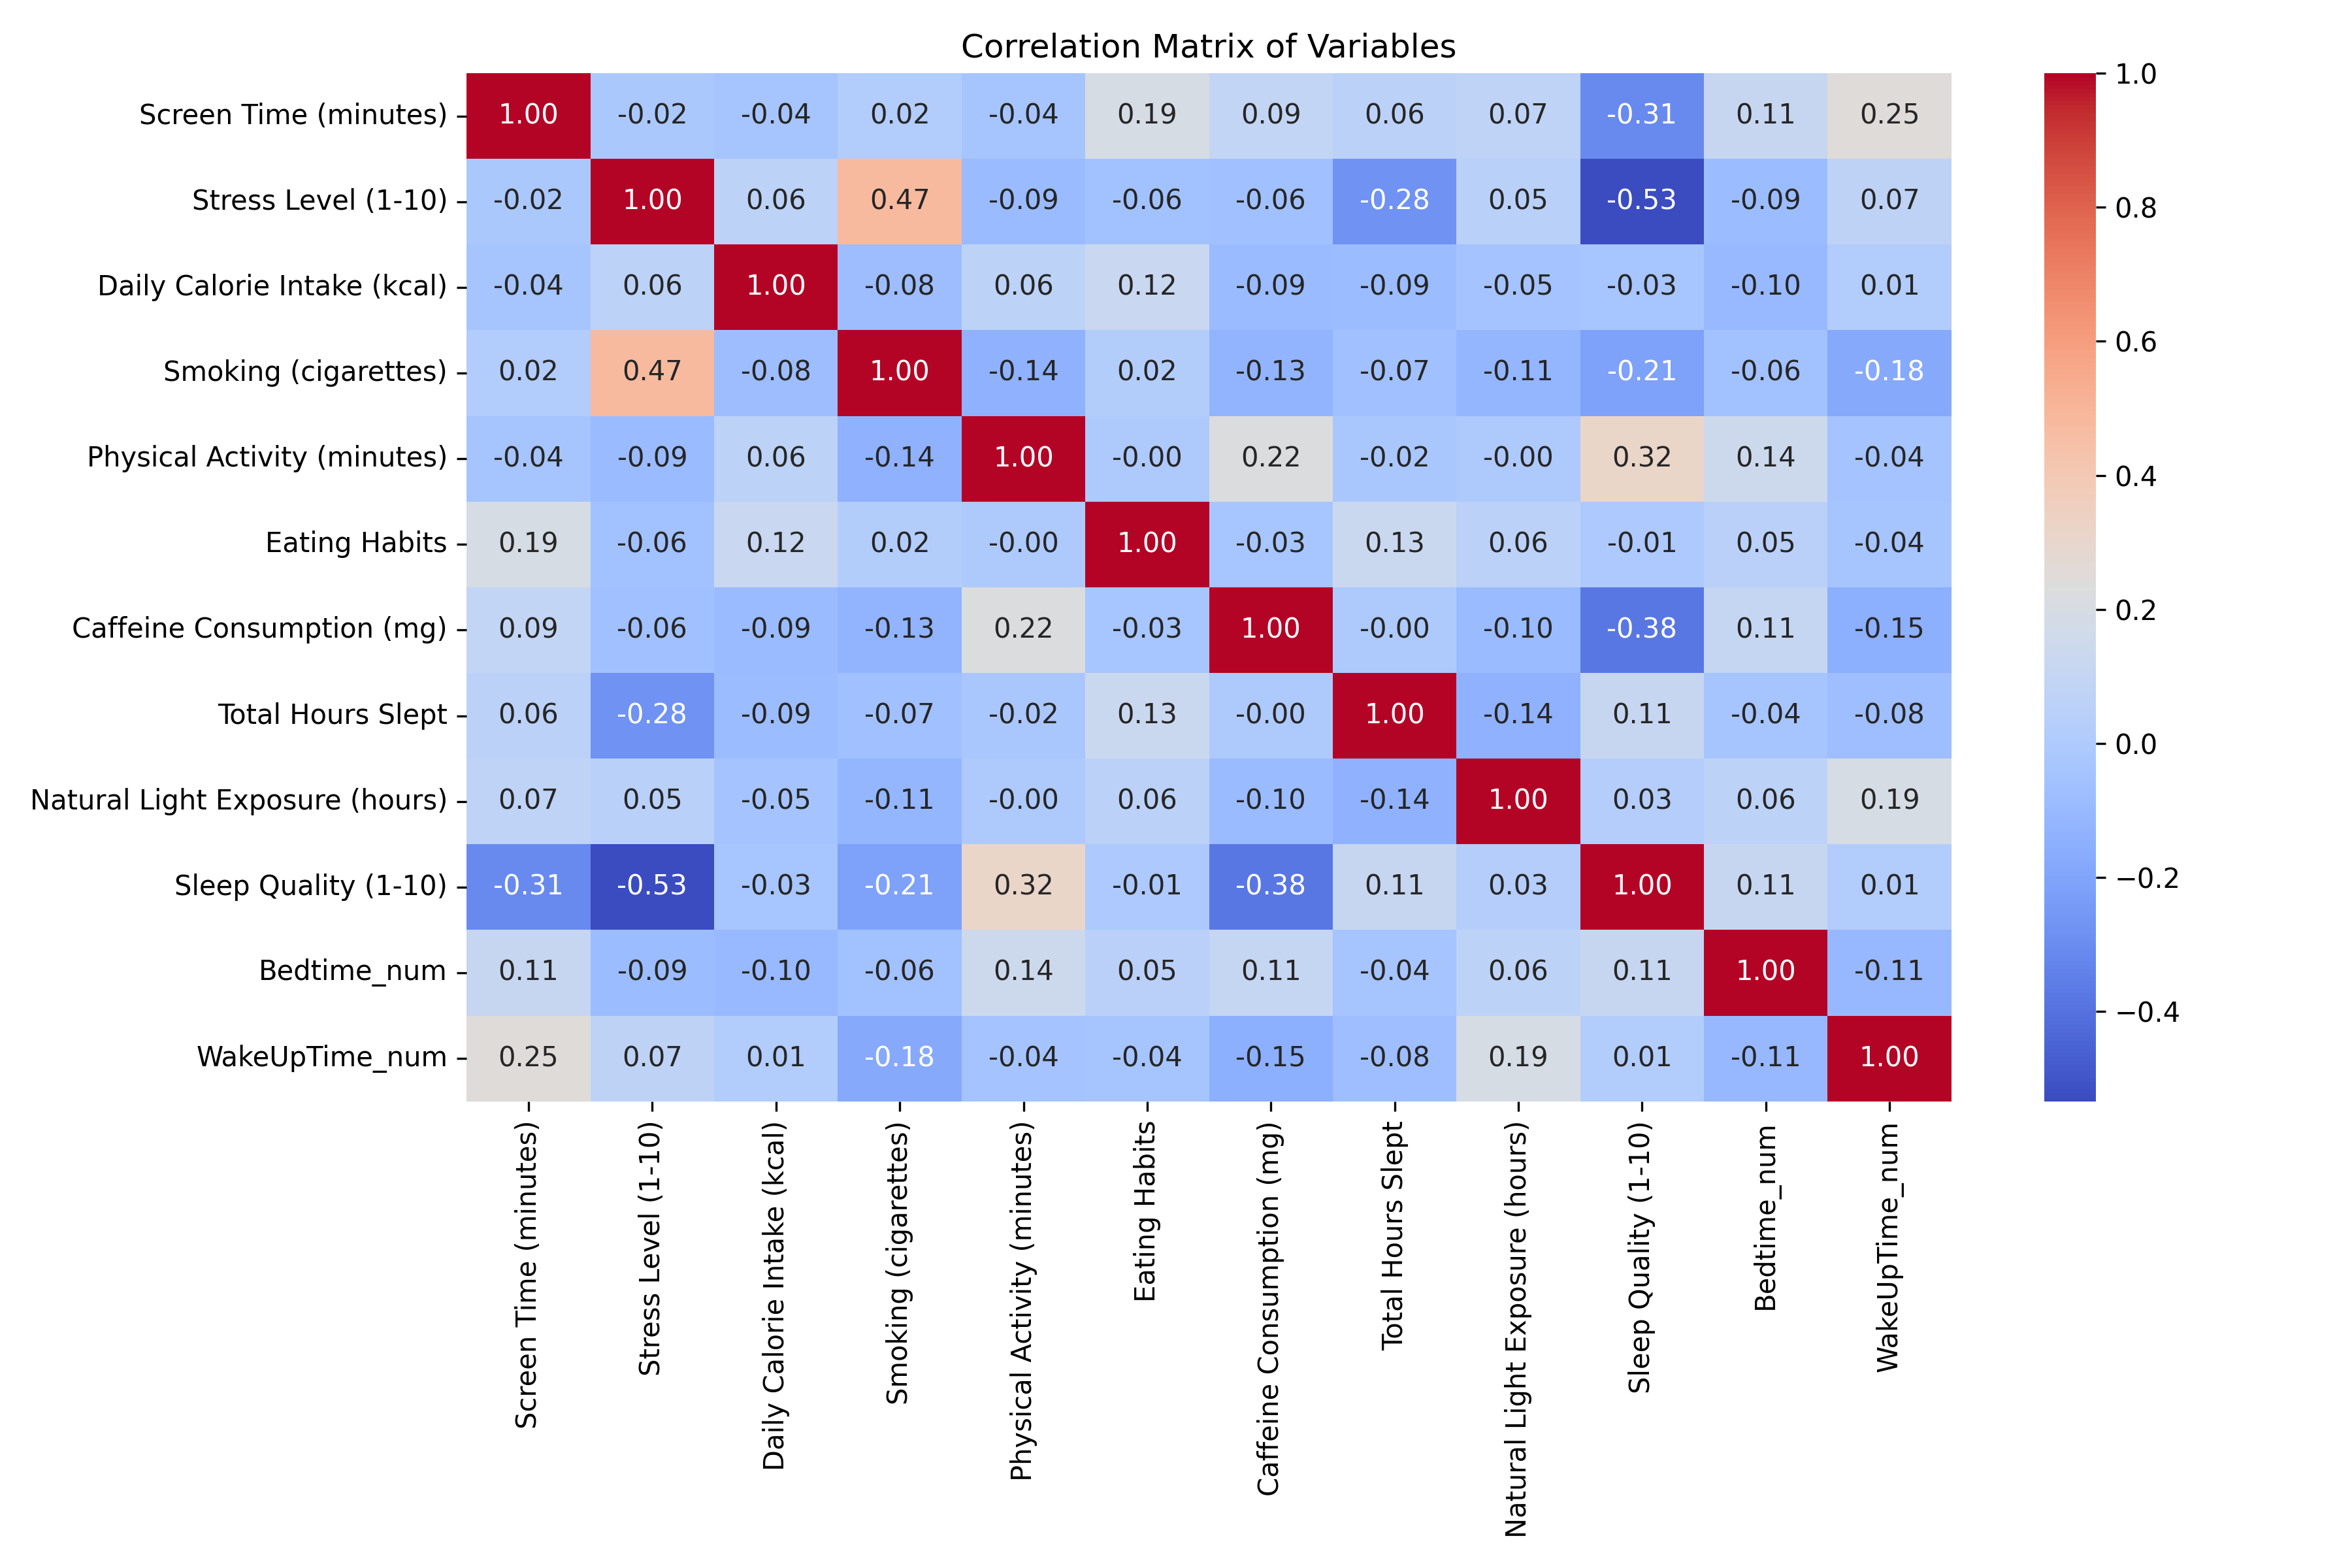 Correlation Matrix of Variables
Screen Time (minutes) 1.00 -0.02 -0.04 0.02 -0.04 0.19 0.09 0.06 0.07 -0.31 0.11 0.25
Stress Level (1-10) -0.02 1.00 0.06 0.47 -0.09 -0.06 -0.06 -0.28 0.05 -0.53 -0.09 0.07
Daily Calorie Intake (kcal) -0.04 0.06 1.00 -0.08 0.06 0.12 -0.09 -0.09 -0.05 -0.03 -0.10 0.01
Smoking (cigarettes) 0.02 0.47 -0.08 1.00 -0.14 0.02 -0.13 -0.07 -0.11 -0.21 -0.06 -0.18
Physical Activity (minutes) -0.04 -0.09 0.06 -0.14 1.00 -0.00 0.22 -0.02 -0.00 0.32 0.14 -0.04
Eating Habits 0.19 -0.06 0.12 0.02 -0.00 1.00 -0.03 0.13 0.06 -0.01 0.05 -0.04
Caffeine Consumption (mg) 0.09 -0.06 -0.09 -0.13 0.22 -0.03 1.00 -0.00 -0.10 -0.38 0.11 -0.15
Total Hours Slept 0.06 -0.28 -0.09 -0.07 -0.02 0.13 -0.00 1.00 -0.14 0.11 -0.04 -0.08
Natural Light Exposure (hours) 0.07 0.05 -0.05 -0.11 -0.00 0.06 -0.10 -0.14 1.00 0.03 0.06 0.19
Sleep Quality (1-10) -0.31 -0.53 -0.03 -0.21 0.32 -0.01 -0.38 0.11 0.03 1.00 0.11 0.01
Bedtime_num 0.11 -0.09 -0.10 -0.06 0.14 0.05 0.11 -0.04 0.06 0.11 1.00 -0.11
WakeUpTime_num 0.25 0.07 0.01 -0.18 -0.04 -0.04 -0.15 -0.08 0.19 0.01 -0.11 1.00
Screen Time (minutes)
Stress Level (1-10)
Daily Calorie Intake (kcal)
Smoking (cigarettes)
Physical Activity (minutes)
Eating Habits
Caffeine Consumption (mg)
Total Hours Slept
Natural Light Exposure (hours)
Sleep Quality (1-10)
Bedtime_num
WakeUpTime_num
1.0
0.8
0.6
0.4
0.2
0.0
−0.2
−0.4